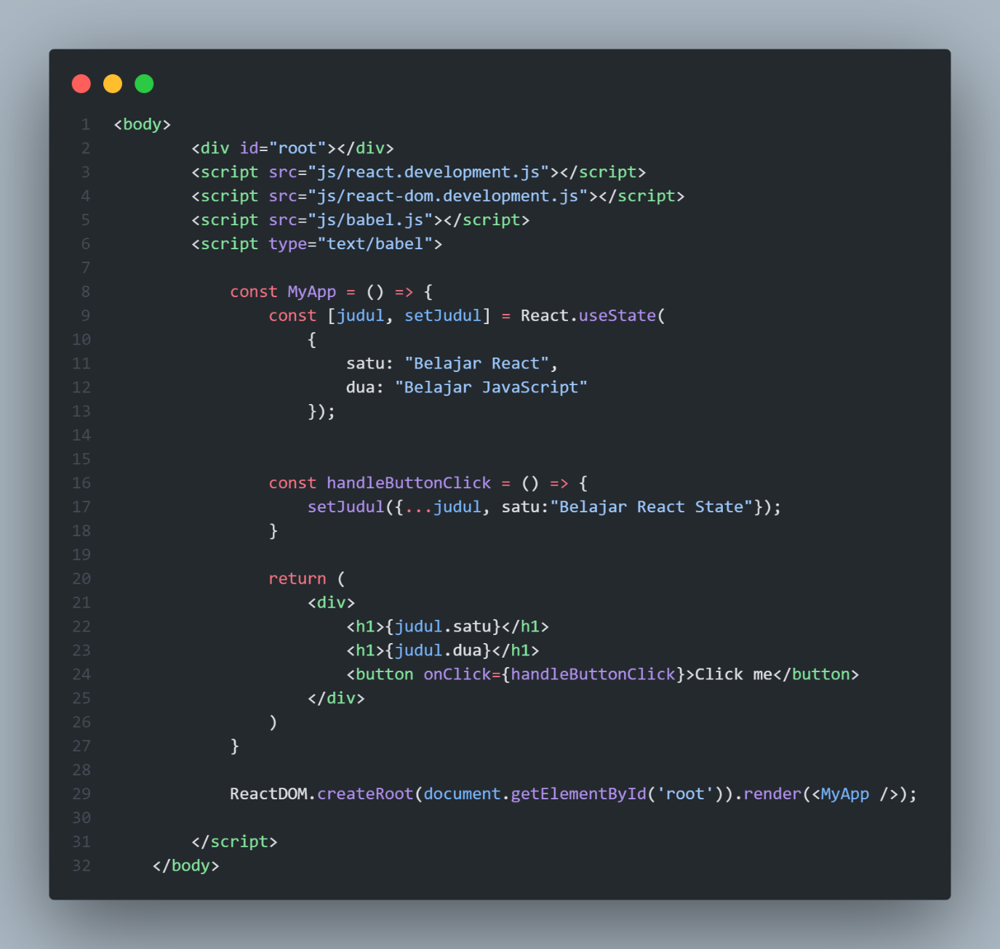 1 <body>
2 <div id="root"></div>
3 <script src="js/react.development.js"></script>
4 <script src="js/react-dom.development.js"></script>
5 <script src="js/babel.js"></script>
6 <script type="text/babel">
7
8 const MyApp = () => {
9 const [judul, setJudul] = React.useState(
10 {
11 satu: "Belajar React",
12 dua: "Belajar JavaScript"
13 });
14
15
16 const handleButtonClick = () => {
17 setJudul({...judul, satu:"Belajar React State"});
18 }
19
20 return (
21 <div>
22 <h1>{judul.satu}</h1>
23 <h1>{judul.dua}</h1>
24 <button onClick={handleButtonClick}>Click me</button>
25 </div>
26 )
27 }
28
29 ReactDOM.createRoot(document.getElementById('root')).render(<MyApp />);
30
31 </script>
32 </body>